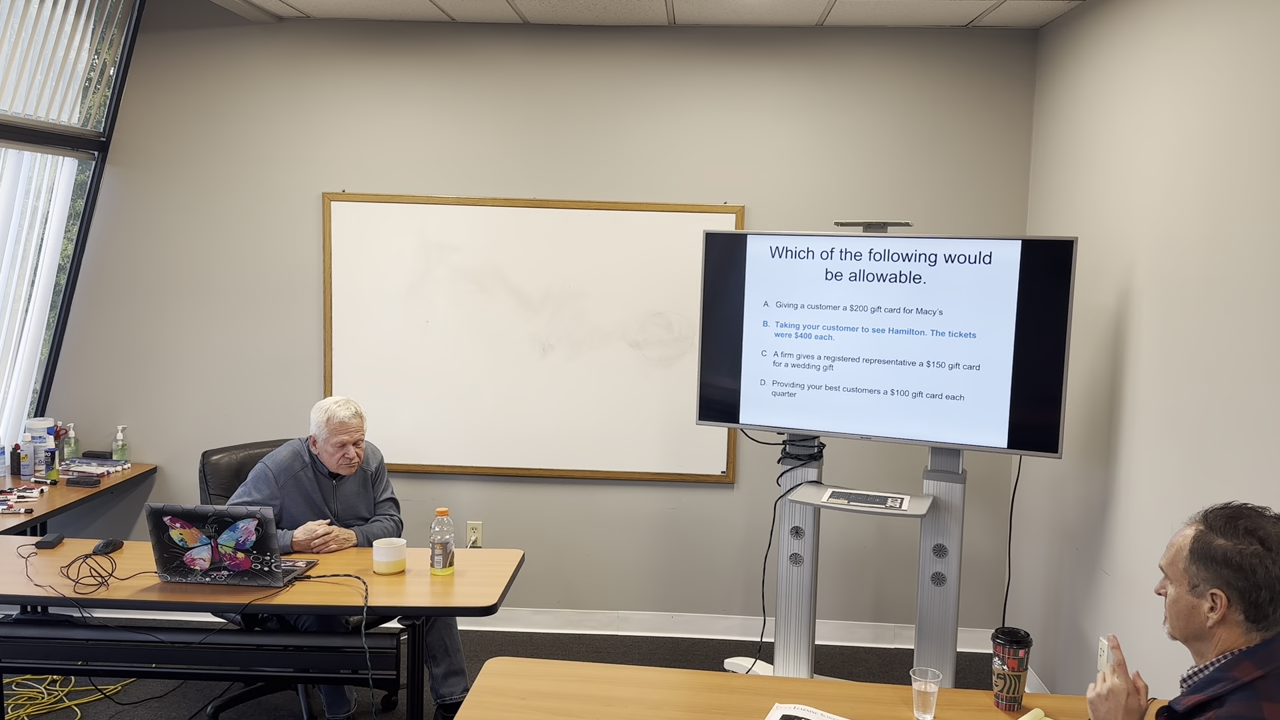 Which of the following would
be allowable.
A. Giving a customer a $200 gift card for Macy's
B. Taking your customer to see Hamilton. The tickets
were $400 each.
C A firm gives a registered representative a $150 gift card
for a wedding gift
D. Providing your best customers a $100 gift card each
quarter